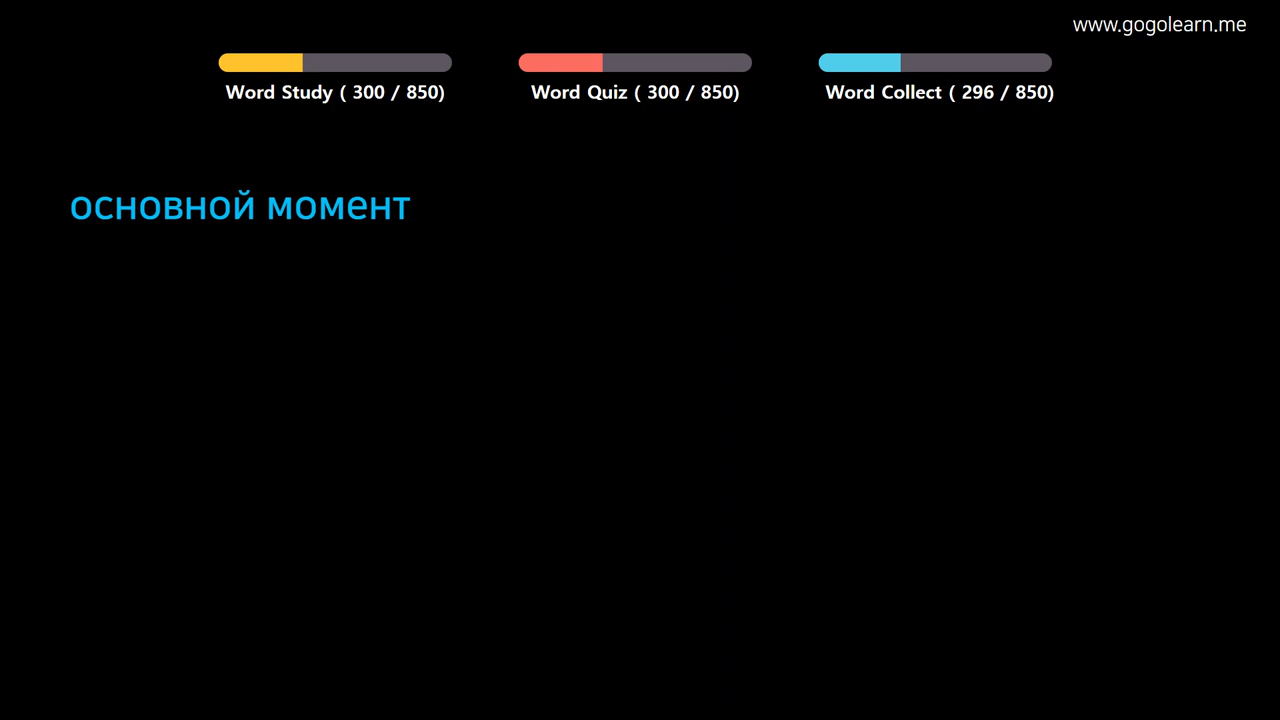 www.gogolearn.me
Word Study ( 300 / 850)
Word Quiz ( 300 / 850)
Word Collect ( 296 / 850)
основной момент